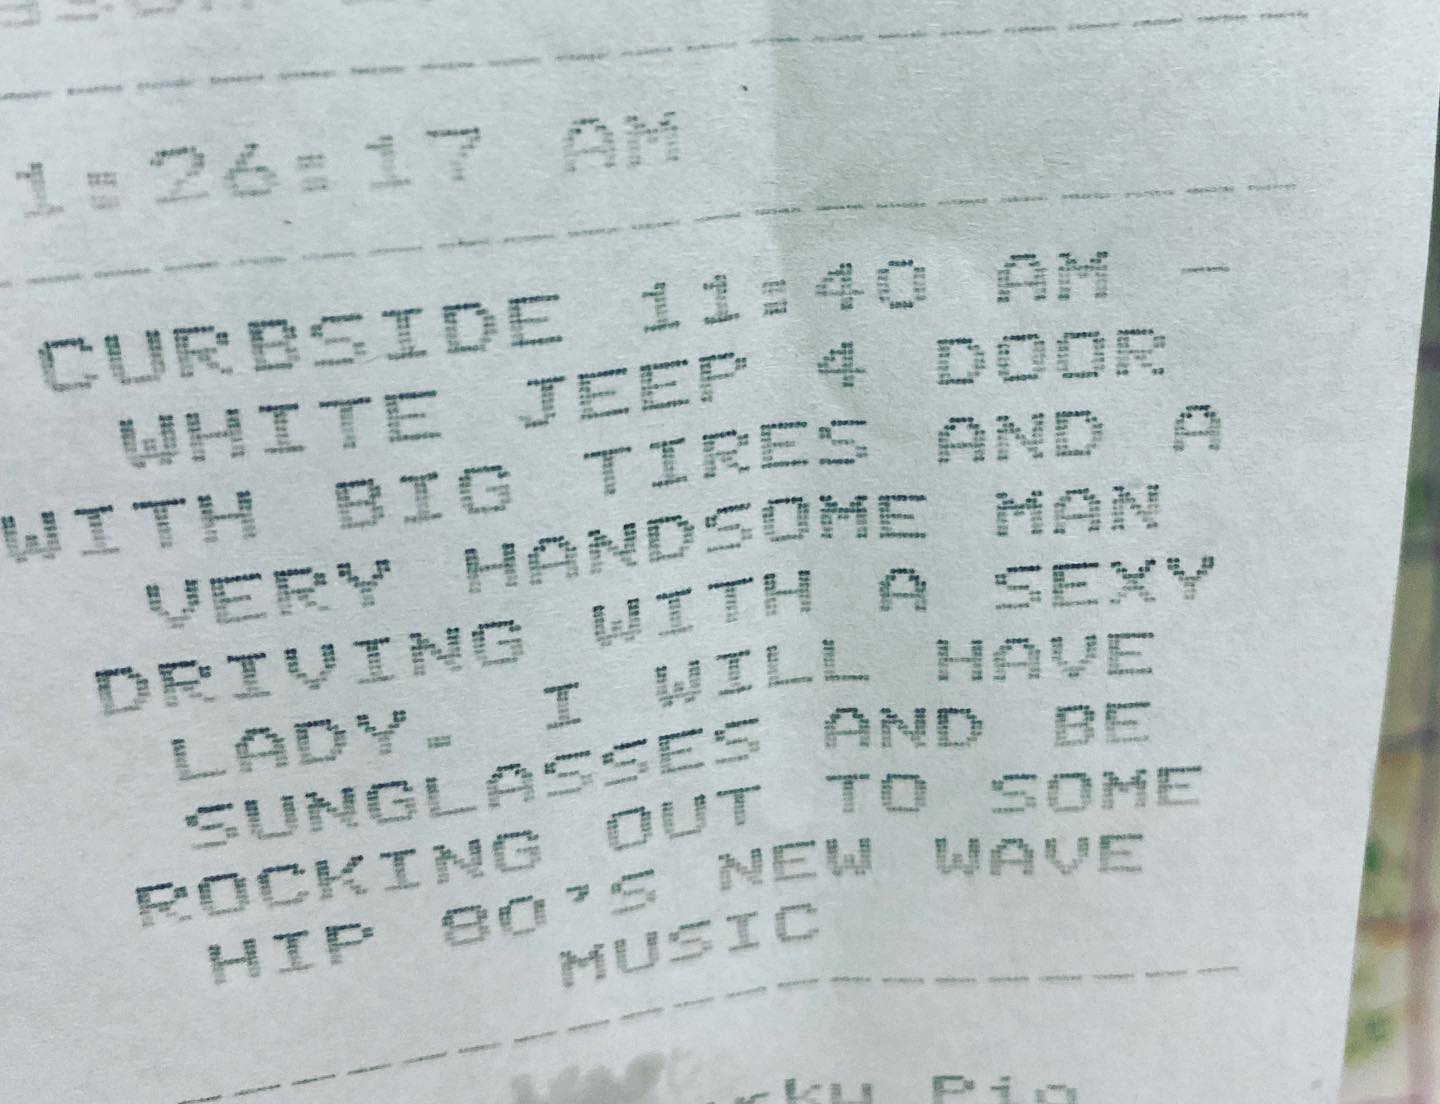 1:26:17 AM
CURBSIDE 11:40 AM -
WHITE JEEP 4 DOOR
WITH BIG TIRES AND A
VERY HANDSOME MAN
DRIVING WITH A SEXY
LADY. I WILL HAVE
SUNGLASSES AND BE
ROCKING OUT TO SOME
HIP 80'S NEW WAVE
MUSIC
Pig